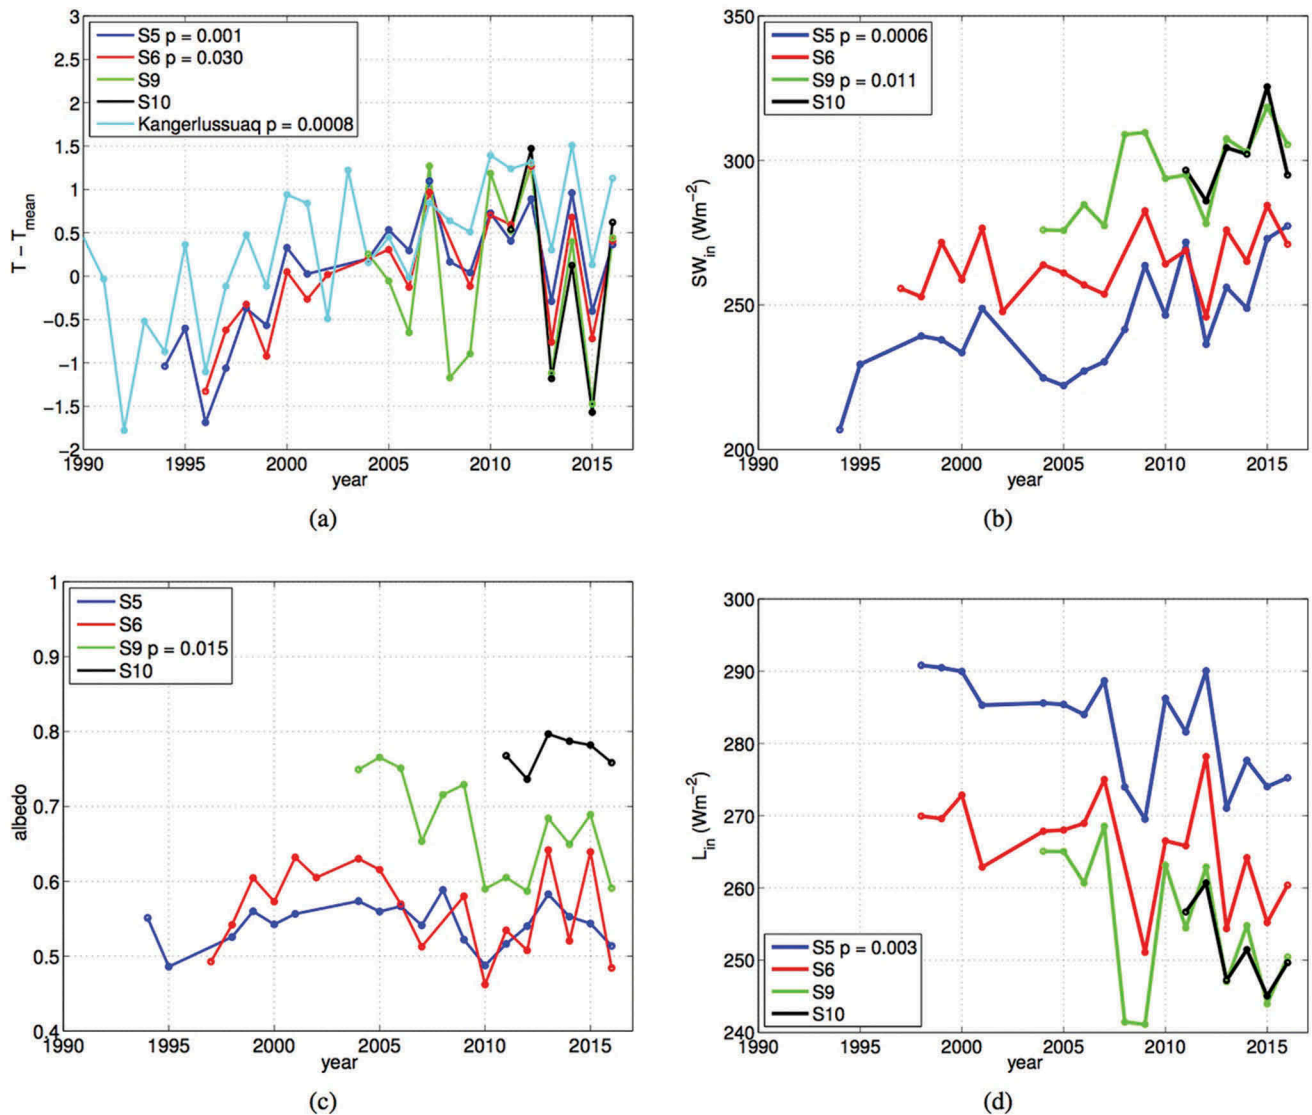 3
2.5
2
1.5
1
0.5
0
−0.5
−1
−1.5
−2
T − Tmean
S5 p = 0.001
S6 p = 0.030
S9
S10
Kangerlussuaq p = 0.0008
1990 1995 2000 2005 2010 2015
year
(a)
350
300
250
200
SWin (Wm−2)
S5 p = 0.0006
S6
S9 p = 0.011
S10
1990 1995 2000 2005 2010 2015
year
(b)
1
0.9
0.8
0.7
0.6
0.5
0.4
albedo
S5
S6
S9 p = 0.015
S10
1990 1995 2000 2005 2010 2015
year
(c)
300
290
280
270
260
250
240
Lin (Wm−2)
S5 p = 0.003
S6
S9
S10
1990 1995 2000 2005 2010 2015
year
(d)